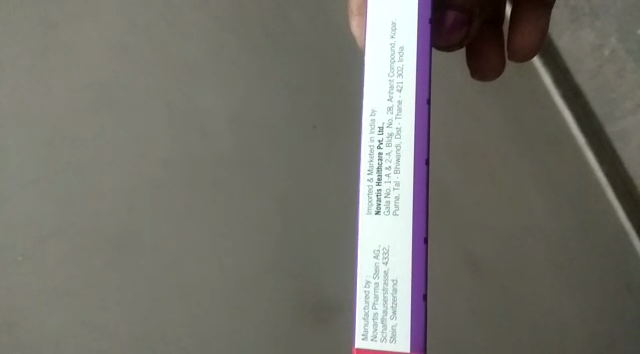 Manufactured by :
Novartis Pharma Stein AG.,
Schaffhauserstrasse, 4332,
Stein, Switzerland.
Imported & Marketed in India by:
Novartis Healthcare Pvt. Ltd.,
Gala No. 1-A & 2-A, Bldg. No. 28, Arihant Compound, Kopar,
Purna, Tal - Bhiwandi, Dist - Thane - 421 302, India.